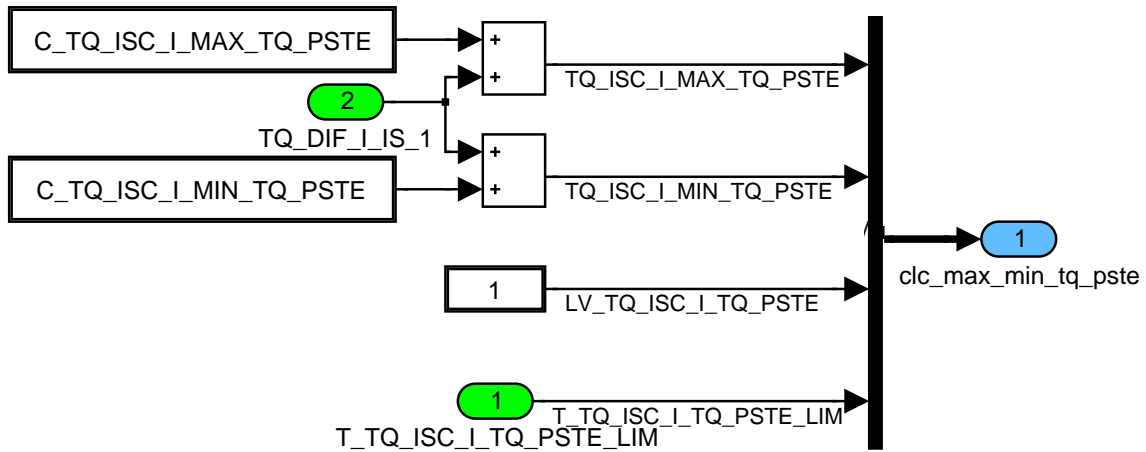 C_TQ_ISC_I_MAX_TQ_PSTE
+
+
TQ_ISC_I_MAX_TQ_PSTE
2
TQ_DIF_I_IS_1
C_TQ_ISC_I_MIN_TQ_PSTE
+
+
TQ_ISC_I_MIN_TQ_PSTE
1
clc_max_min_tq_pste
1
LV_TQ_ISC_I_TQ_PSTE
1
T_TQ_ISC_I_TQ_PSTE_LIM
T_TQ_ISC_I_TQ_PSTE_LIM